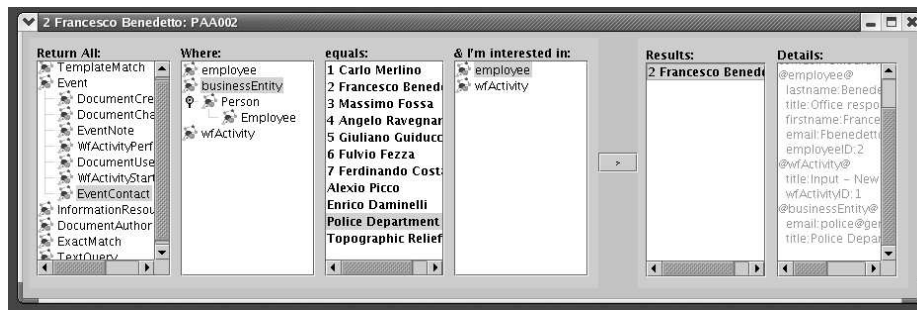 2 Francesco Benedetto: PAA002
Return All:
TemplateMatch
Event
DocumentCre
DocumentCha
EventNote
WfActivityPerf
DocumentUse
WfActivityStart
EventContact
InformationResou
DocumentAuthor
ExactMatch
TextQuery
Where:
employee
businessEntity
Person
Employee
wfActivity
equals:
1 Carlo Merlino
2 Francesco Bened
3 Massimo Fossa
4 Angelo Ravegnar
5 Giuliano Guiducc
6 Fulvio Fezza
7 Ferdinando Cost
Alexio Picco
Enrico Daminelli
Police Department
Topographic Relief
& I'm interested in:
employee
wfActivity
>
Results:
2 Francesco Bened
Details:
@employee@
lastname:Benede
title:Office respo
firstname:France
email:Fbenedett
employeeID:2
@wfActivity@
title:Input - New
wfActivityID:1
@businessEntity@
email:police@ger
title:Police Depar